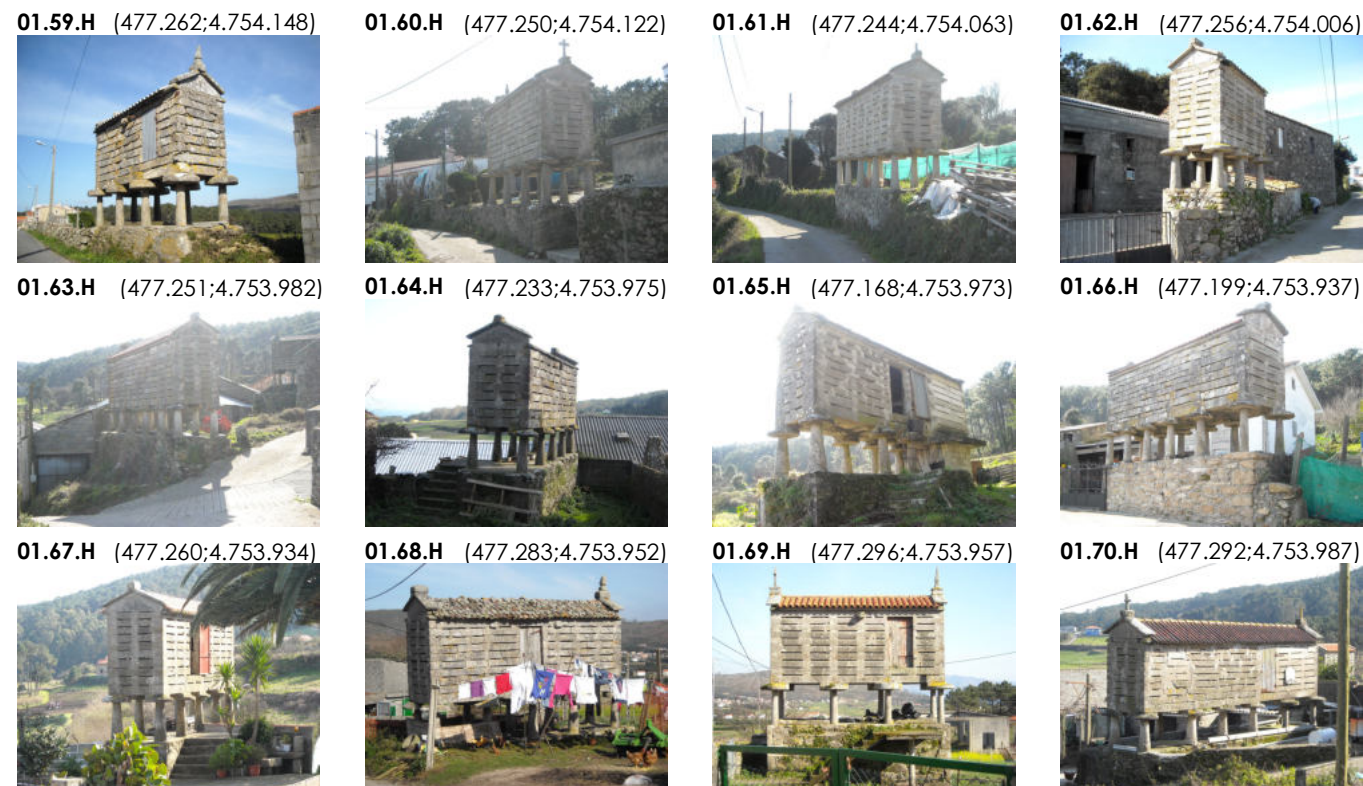 01.59.H (477.262;4.754.148)
01.60.H (477.250;4.754.122)
01.61.H (477.244;4.754.063)
01.62.H (477.256;4.754.006)
01.63.H (477.251;4.753.982)
01.64.H (477.233;4.753.975)
01.65.H (477.168;4.753.973)
01.66.H (477.199;4.753.937)
01.67.H (477.260;4.753.934)
01.68.H (477.283;4.753.952)
01.69.H (477.296;4.753.957)
01.70.H (477.292;4.753.987)